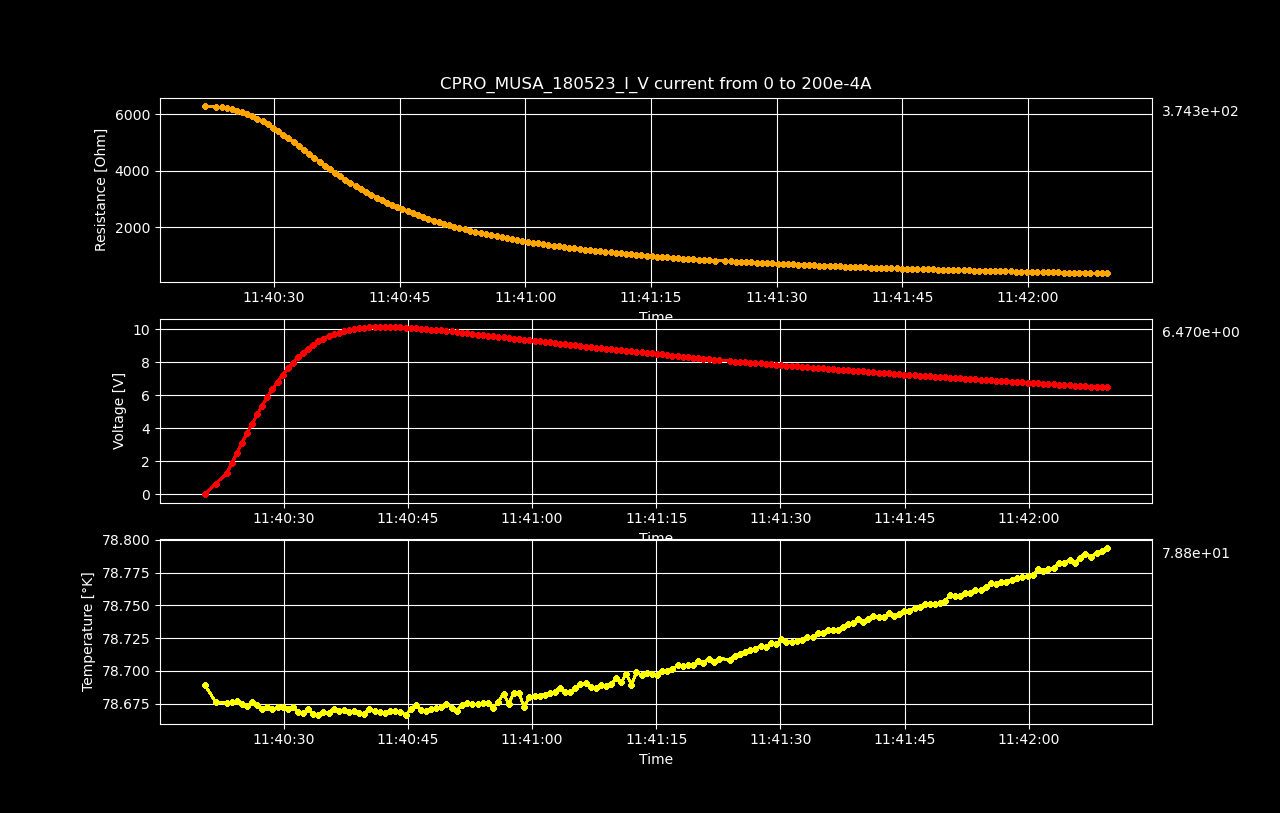 CPRO_MUSA_180523_I_V current from 0 to 200e-4A
3.743e+02
6000
4000
2000
Resistance [Ohm]
11:40:30 11:40:45 11:41:00 11:41:15 11:41:30 11:41:45 11:42:00
Time
6.470e+00
10
8
6
4
2
0
Voltage [V]
11:40:30 11:40:45 11:41:00 11:41:15 11:41:30 11:41:45 11:42:00
Time
7.88e+01
78.800
78.775
78.750
78.725
78.700
78.675
Temperature [°K]
11:40:30 11:40:45 11:41:00 11:41:15 11:41:30 11:41:45 11:42:00
Time